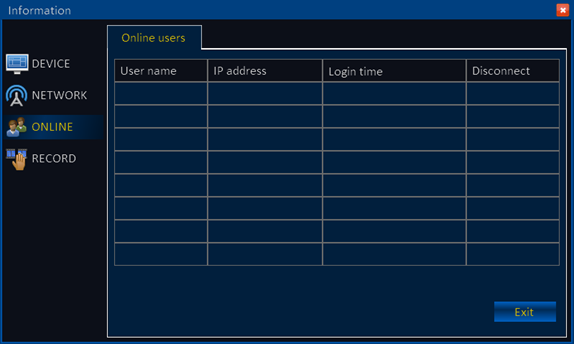 Information
Online users
DEVICE
NETWORK
ONLINE
RECORD
User name IP address Login time Disconnect
Exit